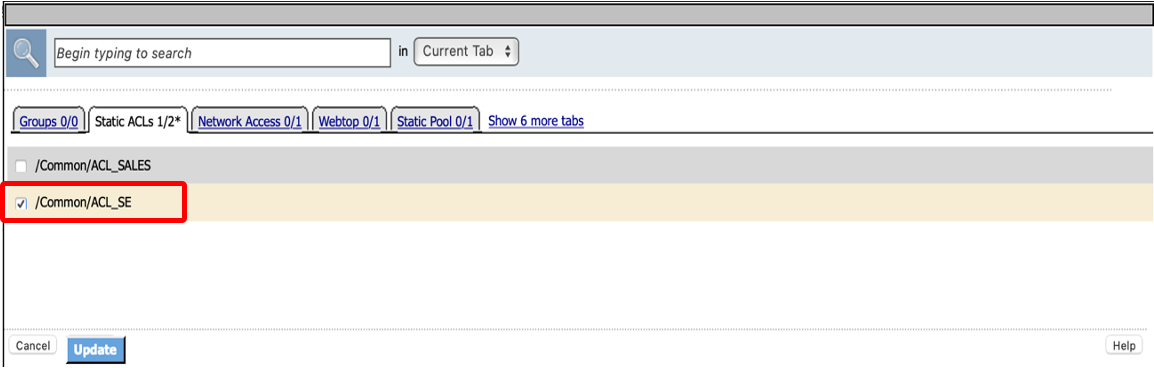 Begin typing to search in Current Tab
Groups 0/0 Static ACLs 1/2* Network Access 0/1 Webtop 0/1 Static Pool 0/1 Show 6 more tabs
/Common/ACL_SALES
/Common/ACL_SE
Cancel Update Help